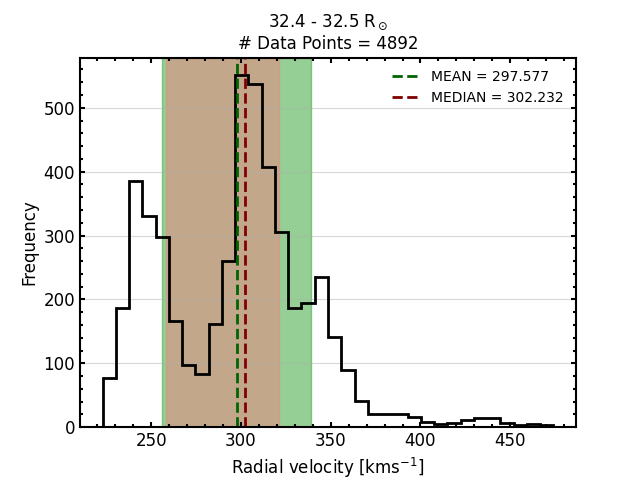 32.4 - 32.5 R⊙
# Data Points = 4892
MEAN = 297.577
MEDIAN = 302.232
500
400
300
200
100
0
Frequency
250 300 350 400 450
Radial velocity [kms⁻¹]